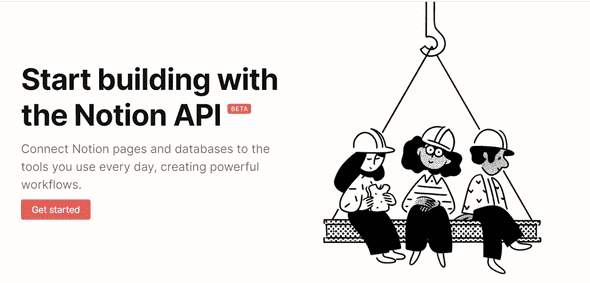 Start building with
the Notion API BETA
Connect Notion pages and databases to the
tools you use every day, creating powerful
workflows.
Get started